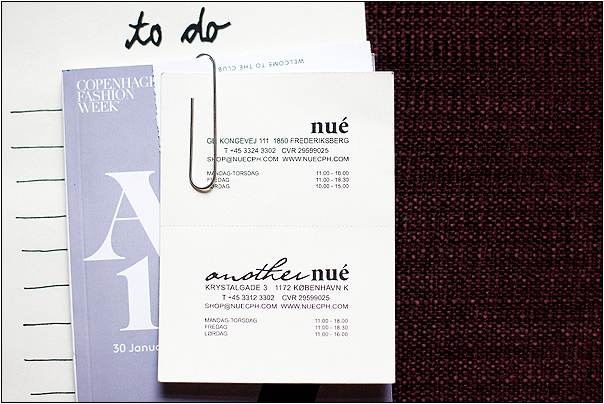 to do
WELCOME TO THE CLUB
COPENHAGEN
FASHION
WEEK
nué
GL KONGEVEJ 111 1850 FREDERIKSBERG
T +45 3324 3302 CVR 29599025
SHOP@NUECPH.COM WWW.NUECPH.COM
MANDAG-TORSDAG 11.00 - 18.00
FREDAG 11.00 - 18.30
LØRDAG 10.00 - 15.00
another nué
KRYSTALGADE 3 1172 KØBENHAVN K
T +45 3312 3302 CVR 29599025
SHOP@NUECPH.COM WWW.NUECPH.COM
MANDAG-TORSDAG 11.00 - 18.00
FREDAG 11.00 - 18.30
LØRDAG 11.00 - 16.00
30 Janua